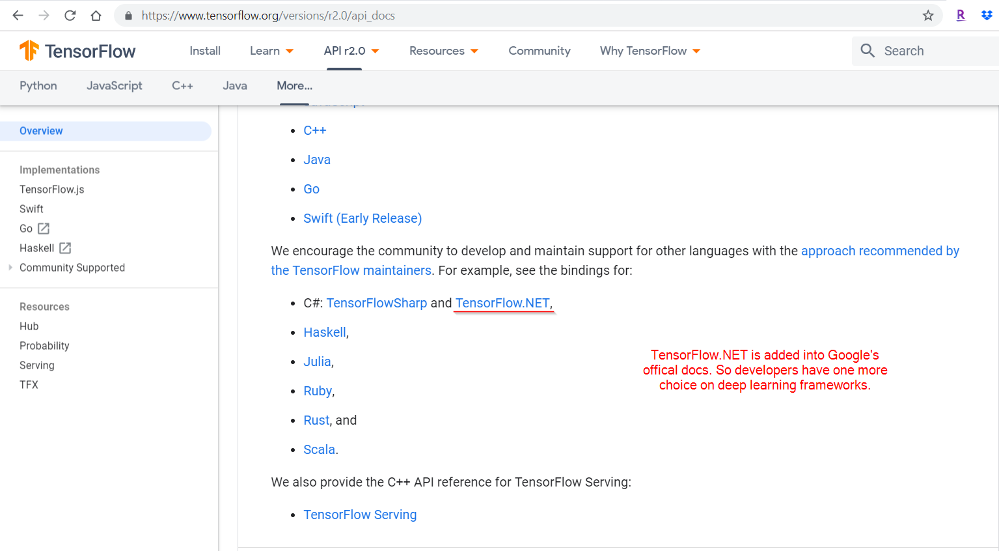 https://www.tensorflow.org/versions/r2.0/api_docs
R
TensorFlow
Install
Learn
API r2.0
Resources
Community
Why TensorFlow
Search
Python
JavaScript
C++
Java
More...
Overview
Implementations
TensorFlow.js
Swift
Go
Haskell
Community Supported
Resources
Hub
Probability
Serving
TFX
C++
Java
Go
Swift (Early Release)
We encourage the community to develop and maintain support for other languages with the approach recommended by
the TensorFlow maintainers. For example, see the bindings for:
C#: TensorFlowSharp and TensorFlow.NET,
Haskell,
Julia,
Ruby,
Rust, and
Scala.
We also provide the C++ API reference for TensorFlow Serving:
TensorFlow Serving
TensorFlow.NET is added into Google's
offical docs. So developers have one more
choice on deep learning frameworks.